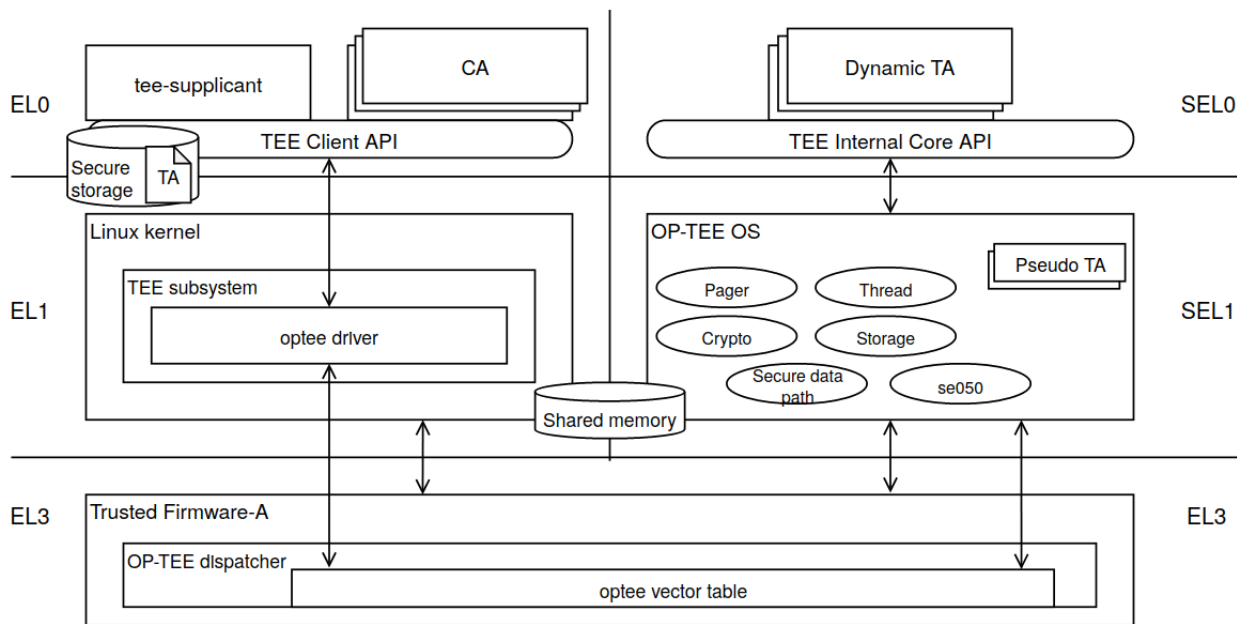 tee-supplicant
CA
Dynamic TA
EL0
SEL0
TEE Client API
TEE Internal Core API
Secure
storage
TA
Linux kernel
OP-TEE OS
TEE subsystem
Pseudo TA
Pager
Thread
EL1
SEL1
optee driver
Crypto
Storage
Secure data
path
se050
Shared memory
EL3
Trusted Firmware-A
EL3
OP-TEE dispatcher
optee vector table